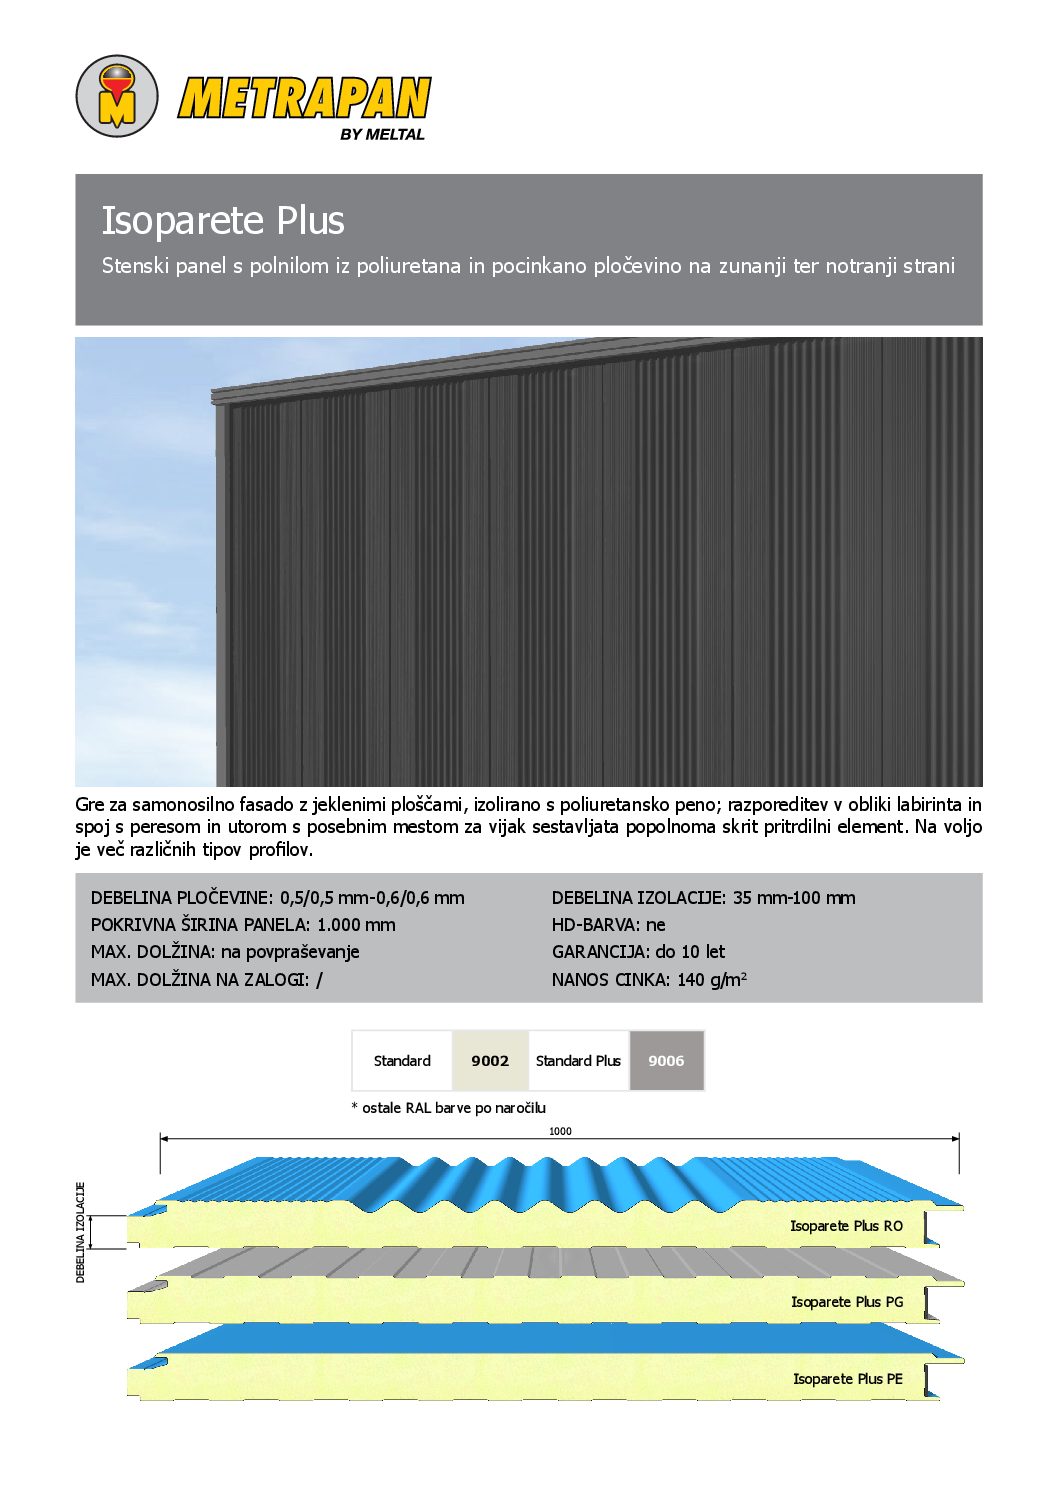 M
METRAPAN
BY MELTAL
Isoparete Plus
Stenski panel s polnilom iz poliuretana in pocinkano pločevino na zunanji ter notranji strani
Gre za samonosilno fasado z jeklenimi ploščami, izolirano s poliuretansko peno; razporeditev v obliki labirinta in
spoj s peresom in utorom s posebnim mestom za vijak sestavljata popolnoma skrit pritrdilni element. Na voljo
je več različnih tipov profilov.
DEBELINA PLOČEVINE: 0,5/0,5 mm-0,6/0,6 mm
POKRIVNA ŠIRINA PANELA: 1.000 mm
MAX. DOLŽINA: na povpraševanje
MAX. DOLŽINA NA ZALOGI: /
DEBELINA IZOLACIJE: 35 mm-100 mm
HD-BARVA: ne
GARANCIJA: do 10 let
NANOS CINKA: 140 g/m²
Standard 9002 Standard Plus 9006
* ostale RAL barve po naročilu
1000
DEBELINA IZOLACIJE
Isoparete Plus RO
Isoparete Plus PG
Isoparete Plus PE